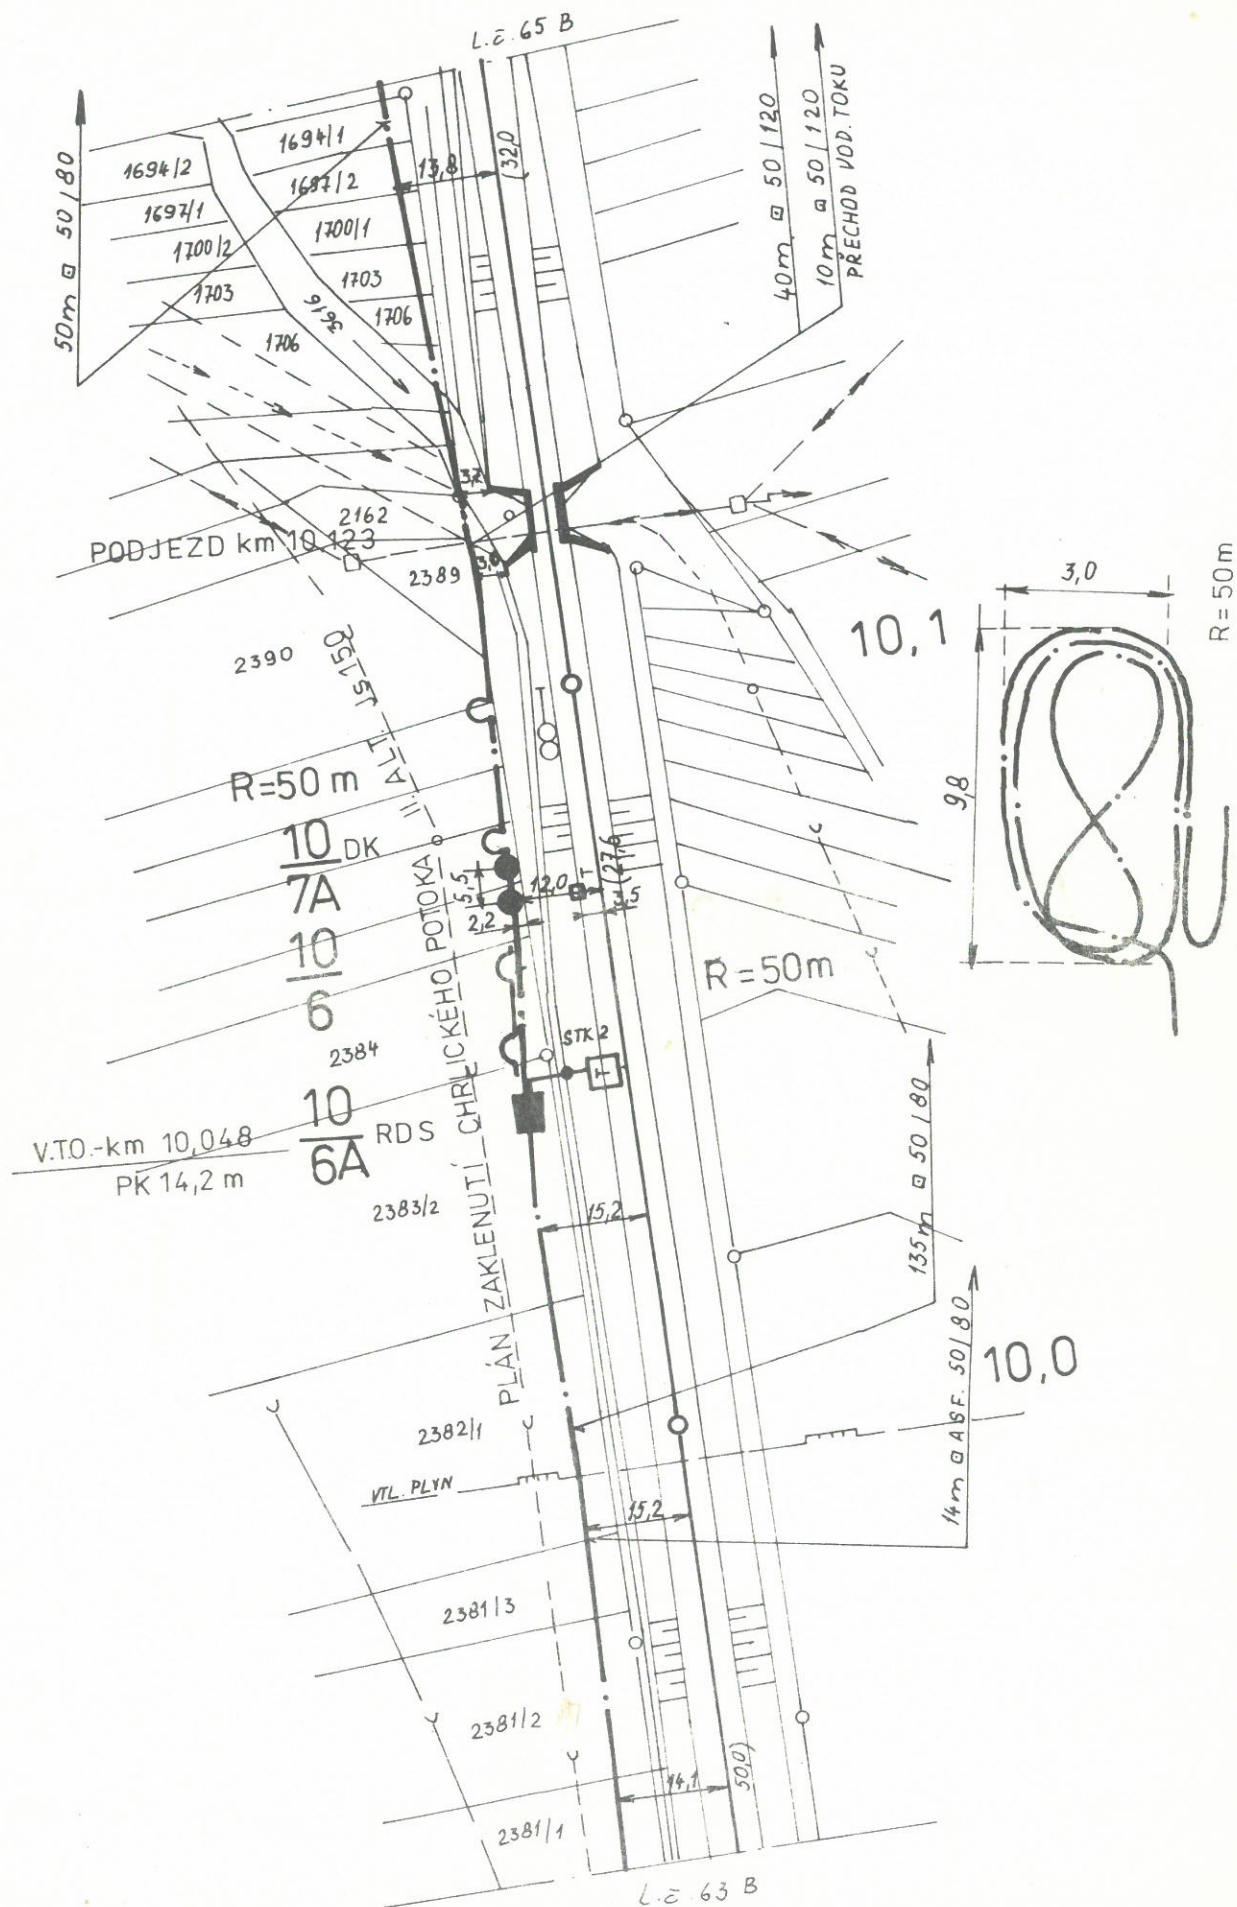 L.č. 65 B
50m ⊡ 50/80
1694/2
1694/1
1697/1
1697/2
1700/2
1700/1
1703
1703
1706
1706
3616
13,8
(32,0
40m ⊡ 50/120
10m ⊡ 50/120
PŘECHOD VOD. TOKU
3,2
2162
PODJEZD km 10,123
2389
3,0
2390
10,1
3,0
9,8
R=50m
R=50 m
10
7A
DK
10
6
2384
10
6A
RDS
V.T.O.-km 10,048
PK 14,2 m
PLÁN ZAKLENUTÍ CHRLICKÉHO POTOKA II. ALT. JS 150
5,5
2,2
12,0
T
(27,6
R=50m
STK 2
T
2383/2
15,2
135m ⊡ 50/80
14m ⊡ ASF. 50/80
10,0
2382/1
VTL. PLYN
15,2
2381/3
2381/2
14,1
50,0)
2381/1
L.č. 63 B